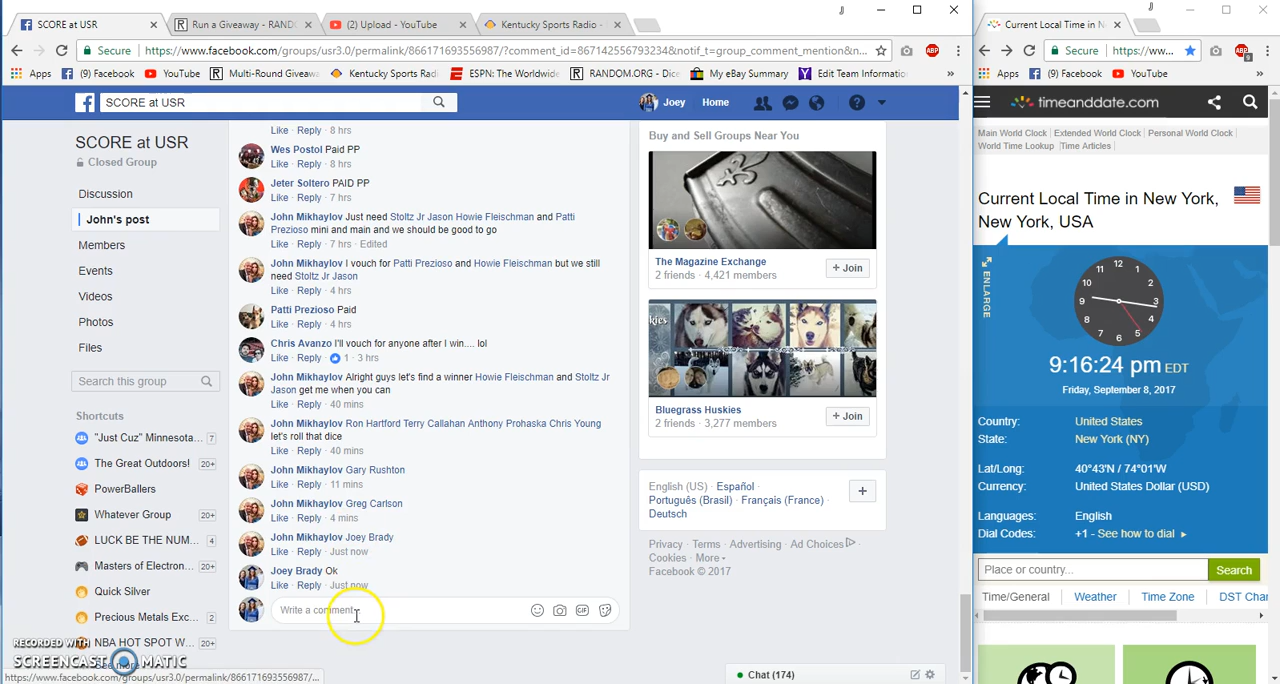 SCORE at USR
Run a Giveaway - RAND
(2) Upload - YouTube
Kentucky Sports Radio -
Current Local Time in N
Secure
https://www.facebook.com/groups/usr3.0/permalink/866171693556987/?comment_id=867142556793234&notif_t=group_comment_mention&n...
Secure
https://ww...
Apps
(9) Facebook
YouTube
Multi-Round Giveaw
Kentucky Sports Radi
ESPN: The Worldwide
RANDOM.ORG - Dice
My eBay Summary
Edit Team Informatio
Apps
(9) Facebook
YouTube
SCORE at USR
Joey
Home
timeanddate.com
SCORE at USR
Closed Group
Discussion
John's post
Members
Events
Videos
Photos
Files
Search this group
Shortcuts
"Just Cuz" Minnesota... 7
The Great Outdoors! 20+
PowerBallers
Whatever Group 20+
LUCK BE THE NUM... 4
Masters of Electron... 20+
Quick Silver
Precious Metals Exc... 2
NBA HOT SPOT W... 20+
See more
RECORDED WITH
SCREENCAST MATIC
https://www.facebook.com/groups/usr3.0/permalink/866171693556987/...
Like · Reply · 8 hrs
Wes Postol Paid PP
Like · Reply · 8 hrs
Jeter Soltero PAID PP
Like · Reply · 7 hrs
John Mikhaylov Just need Stoltz Jr Jason Howie Fleischman and Patti
Prezioso mini and main and we should be good to go
Like · Reply · 7 hrs · Edited
John Mikhaylov I vouch for Patti Prezioso and Howie Fleischman but we still
need Stoltz Jr Jason
Like · Reply · 4 hrs
Patti Prezioso Paid
Like · Reply · 4 hrs
Chris Avanzo I'll vouch for anyone after I win.... lol
Like · Reply · 1 · 3 hrs
John Mikhaylov Alright guys let's find a winner Howie Fleischman and Stoltz Jr
Jason get me when you can
Like · Reply · 40 mins
John Mikhaylov Ron Hartford Terry Callahan Anthony Prohaska Chris Young
let's roll that dice
Like · Reply · 40 mins
John Mikhaylov Gary Rushton
Like · Reply · 11 mins
John Mikhaylov Greg Carlson
Like · Reply · 4 mins
John Mikhaylov Joey Brady
Like · Reply · Just now
Joey Brady Ok
Like · Reply · Just now
Write a comment...
GIF
Buy and Sell Groups Near You
The Magazine Exchange
2 friends · 4,421 members
+ Join
Bluegrass Huskies
2 friends · 3,277 members
+ Join
English (US) · Español ·
Português (Brasil) · Français (France) ·
Deutsch
Privacy · Terms · Advertising · Ad Choices ·
Cookies · More
Facebook © 2017
Chat (174)
Main World Clock Extended World Clock Personal World Clock
World Time Lookup Time Articles
Current Local Time in New York,
New York, USA
ENLARGE
12 1 2 3 4 5 6 7 8 9 10 11
9:16:24 pm EDT
Friday, September 8, 2017
Country: United States
State: New York (NY)
Lat/Long: 40°43'N / 74°01'W
Currency: United States Dollar (USD)
Languages: English
Dial Codes: +1 - See how to dial
Place or country...
Search
Time/General
Weather
Time Zone
DST Chan